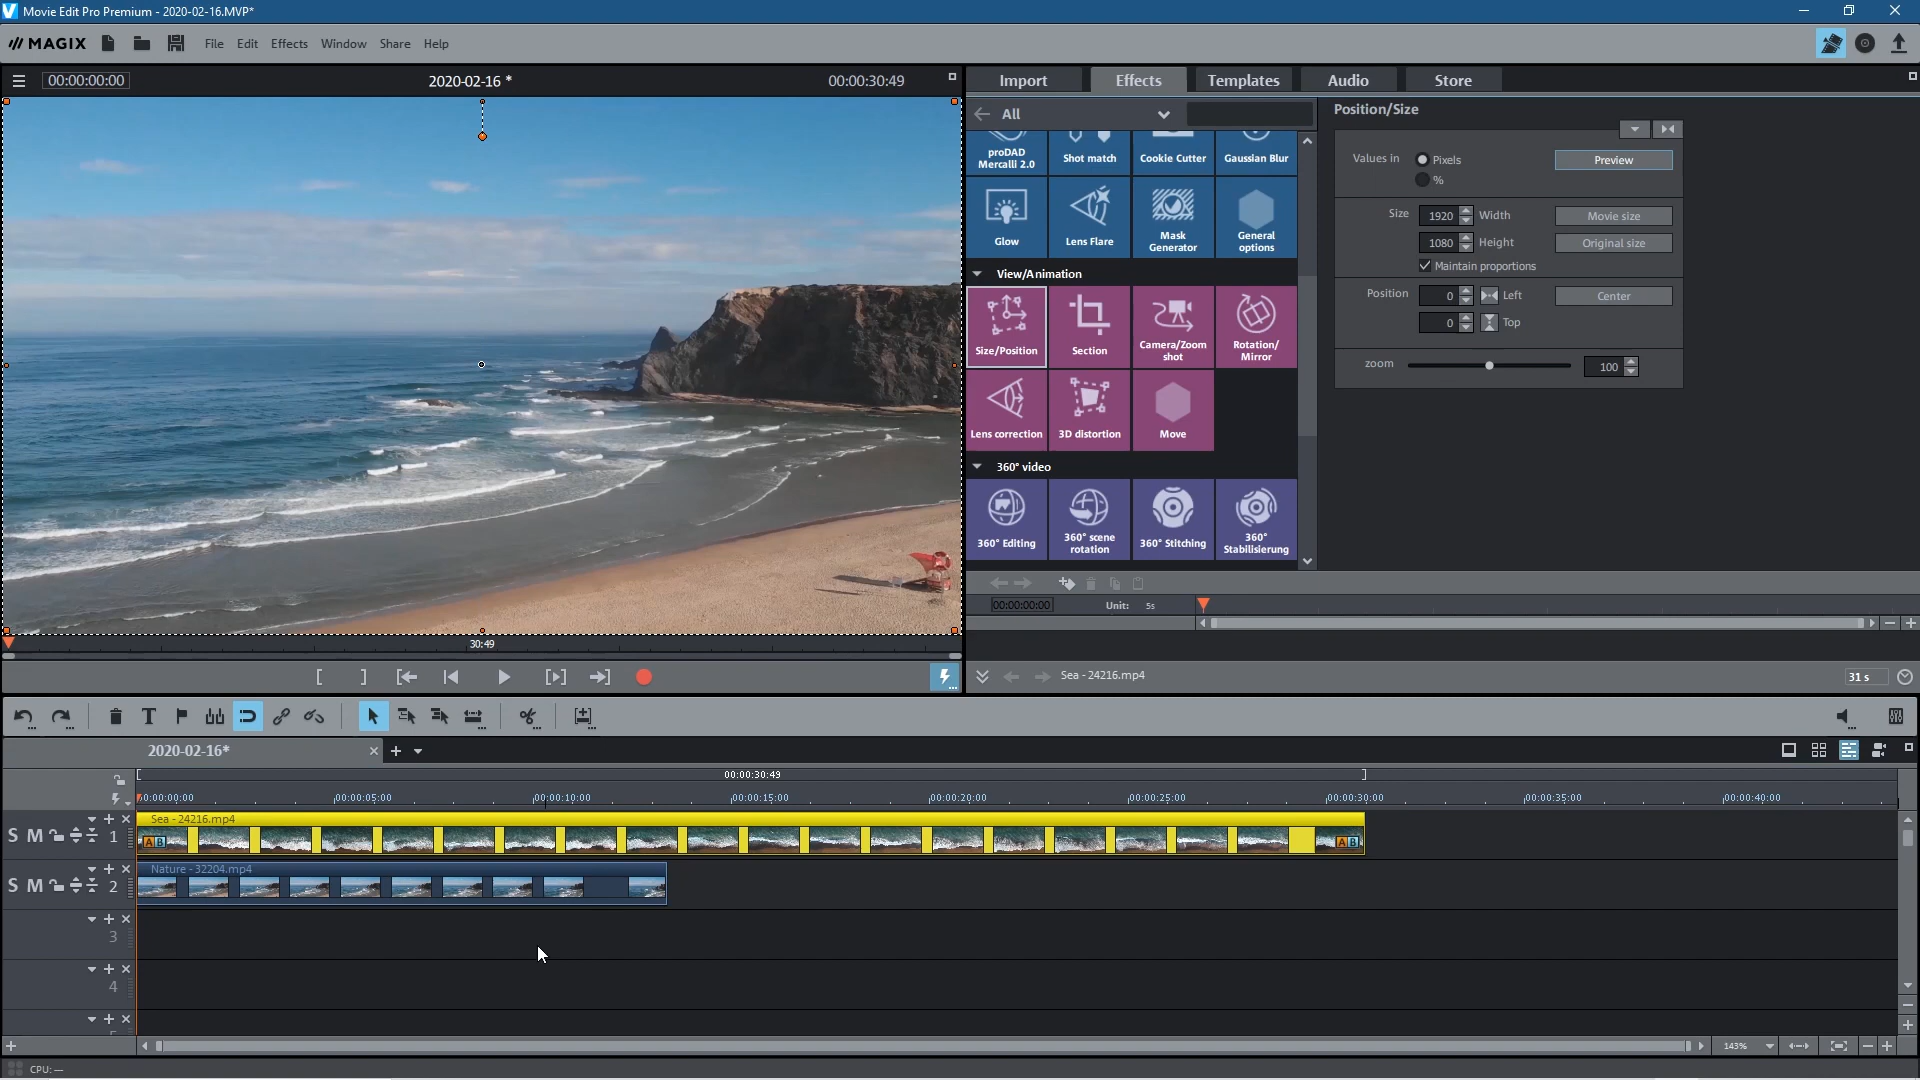 Movie Edit Pro Premium - 2020-02-16.MVP*
MAGIX File Edit Effects Window Share Help
00:00:00:00 2020-02-16 * 00:00:30:49
Import Effects Templates Audio Store
All
Position/Size
proDAD Mercalli 2.0
Shot match
Cookie Cutter
Gaussian Blur
Glow
Lens Flare
Mask Generator
General options
View/Animation
Size/Position
Section
Camera/Zoom shot
Rotation/ Mirror
Lens correction
3D distortion
Move
360° video
360° Editing
360° scene rotation
360° Stitching
360° Stabilisierung
Values in Pixels Preview
%
Size 1920 Width Movie size
1080 Height Original size
Maintain proportions
Position 0 Left Center
0 Top
zoom 100
00:00:00:00 Unit: 5s
30:49
Sea - 24216.mp4 31 s
2020-02-16*
00:00:30:49
00:00:00:00 00:00:05:00 00:00:10:00 00:00:15:00 00:00:20:00 00:00:25:00 00:00:30:00 00:00:35:00 00:00:40:00
Sea - 24216.mp4
S M 1 A B A B
Nature - 32204.mp4
S M 2
3
4
143%
CPU: —